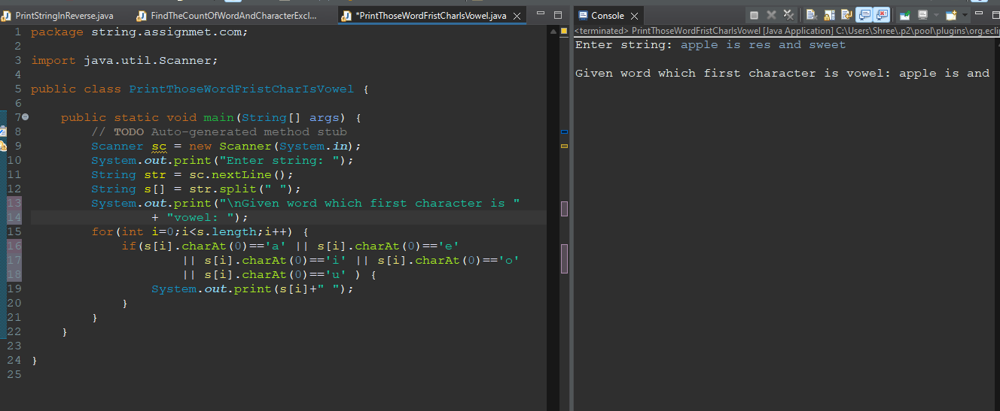 PrintStringInReverse.java FindTheCountOfWordAndCharacterExcl... *PrintThoseWordFristCharIsVowel.java
1 package string.assignmet.com;
2
3 import java.util.Scanner;
4
5 public class PrintThoseWordFristCharIsVowel {
6
7 public static void main(String[] args) {
8 // TODO Auto-generated method stub
9 Scanner sc = new Scanner(System.in);
10 System.out.print("Enter string: ");
11 String str = sc.nextLine();
12 String s[] = str.split(" ");
13 System.out.print("\nGiven word which first character is "
14 + "vowel: ");
15 for(int i=0;i<s.length;i++) {
16 if(s[i].charAt(0)=='a' || s[i].charAt(0)=='e'
17 || s[i].charAt(0)=='i' || s[i].charAt(0)=='o'
18 || s[i].charAt(0)=='u' ) {
19 System.out.print(s[i]+" ");
20 }
21 }
22 }
23
24 }
25
Console
<terminated> PrintThoseWordFristCharIsVowel [Java Application] C:\Users\Shree\.p2\pool\plugins\org.ecli
Enter string: apple is res and sweet
Given word which first character is vowel: apple is and